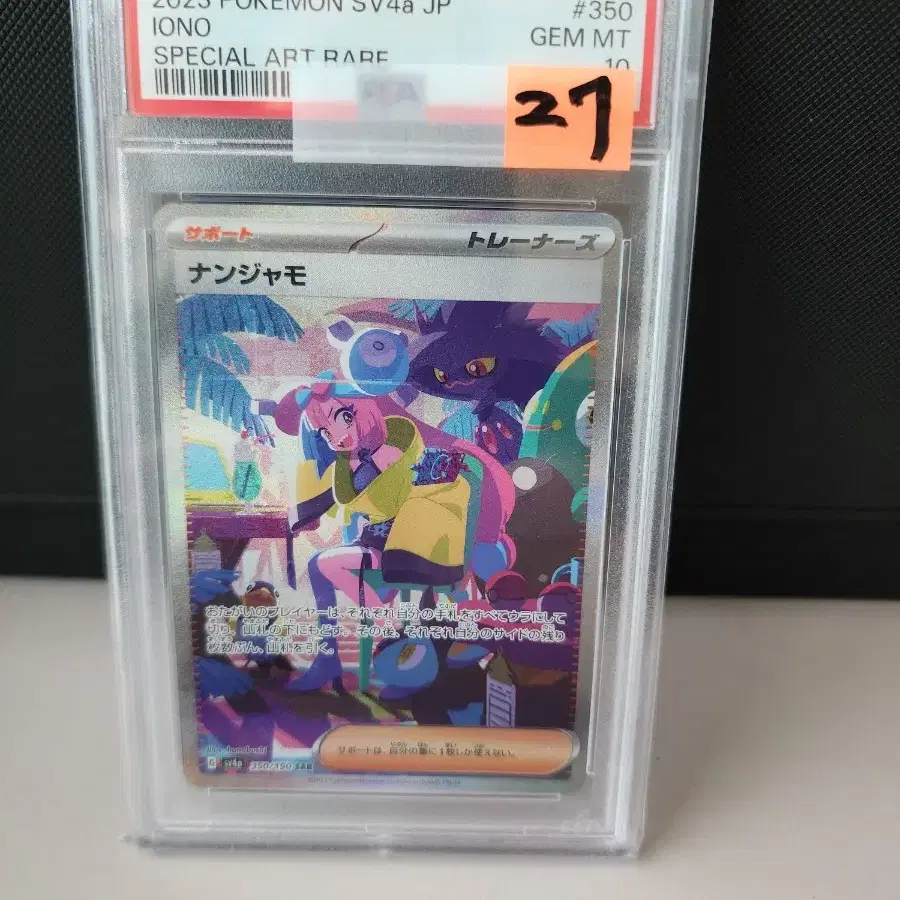 2023 POKEMON SV4a JP
#350
IONO
GEM MT
SPECIAL ART RARE
10
27
サポート
トレーナーズ
ナンジャモ
おたがいのプレイヤーは、それぞれ自分の手札をすべてウラにして
切り、山札の下にもどす。その後、それぞれ自分のサイドの残り
枚数ぶん、山札を引く。
サポートは、自分の番に1枚しか使えない。
G SV4a 350/190 SAR